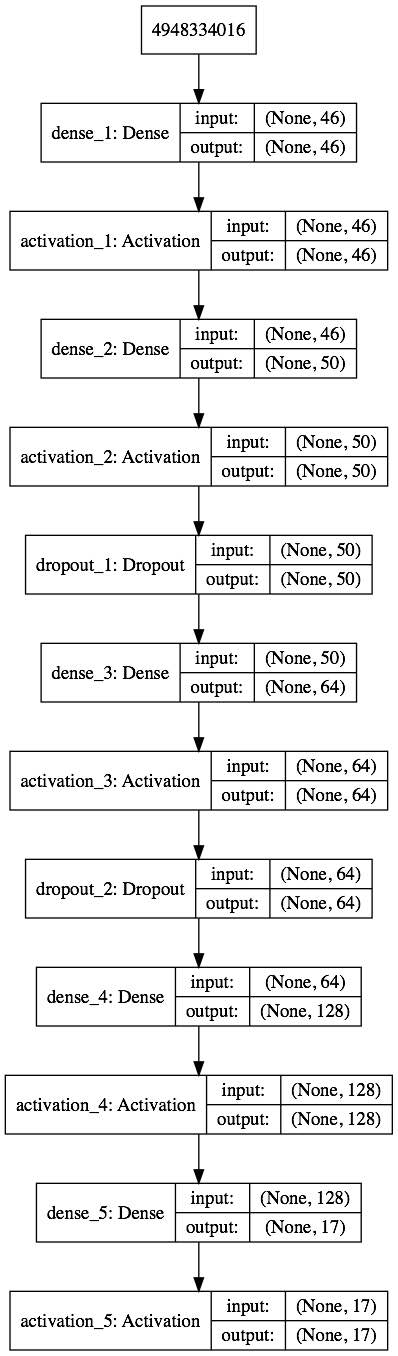 4948334016
dense_1: Dense
input: (None, 46)
output: (None, 46)
activation_1: Activation
input: (None, 46)
output: (None, 46)
dense_2: Dense
input: (None, 46)
output: (None, 50)
activation_2: Activation
input: (None, 50)
output: (None, 50)
dropout_1: Dropout
input: (None, 50)
output: (None, 50)
dense_3: Dense
input: (None, 50)
output: (None, 64)
activation_3: Activation
input: (None, 64)
output: (None, 64)
dropout_2: Dropout
input: (None, 64)
output: (None, 64)
dense_4: Dense
input: (None, 64)
output: (None, 128)
activation_4: Activation
input: (None, 128)
output: (None, 128)
dense_5: Dense
input: (None, 128)
output: (None, 17)
activation_5: Activation
input: (None, 17)
output: (None, 17)